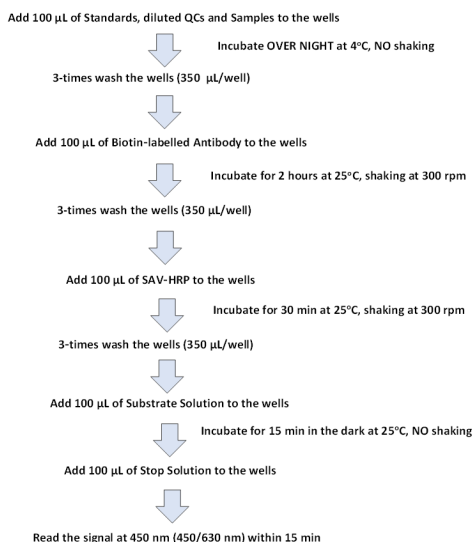 Add 100 µL of Standards, diluted QCs and Samples to the wells
Incubate OVER NIGHT at 4°C, NO shaking
3-times wash the wells (350 µL/well)
Add 100 µL of Biotin-labelled Antibody to the wells
Incubate for 2 hours at 25°C, shaking at 300 rpm
3-times wash the wells (350 µL/well)
Add 100 µL of SAV-HRP to the wells
Incubate for 30 min at 25°C, shaking at 300 rpm
3-times wash the wells (350 µL/well)
Add 100 µL of Substrate Solution to the wells
Incubate for 15 min in the dark at 25°C, NO shaking
Add 100 µL of Stop Solution to the wells
Read the signal at 450 nm (450/630 nm) within 15 min